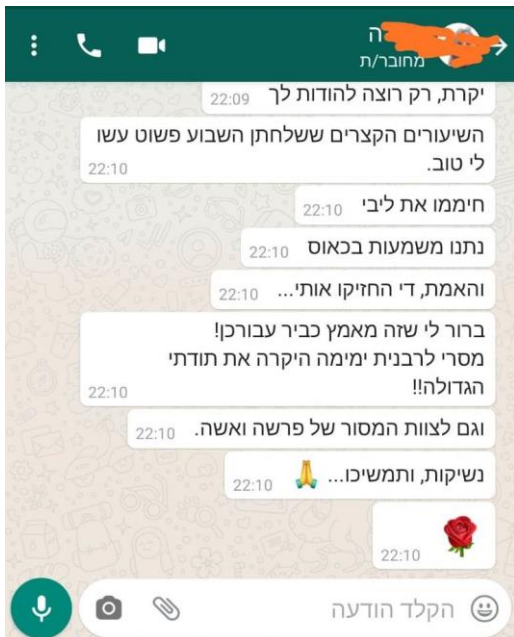 ה
מחובר/ת
יקרת, רק רוצה להודות לך 22:09
השיעורים הקצרים ששלחתן השבוע פשוט עשו
לי טוב.
22:10
חיממו את ליבי 22:10
נתנו משמעות בכאוס 22:10
והאמת, די החזיקו אותי... 22:10
ברור לי שזה מאמץ כביר עבורכן!
מסרי לרבנית ימימה היקרה את תודתי
הגדולה!!
22:10
וגם לצוות המסור של פרשה ואשה. 22:10
נשיקות, ותמשיכו... 🙏 22:10
🌹
22:10
הקלד הודעה